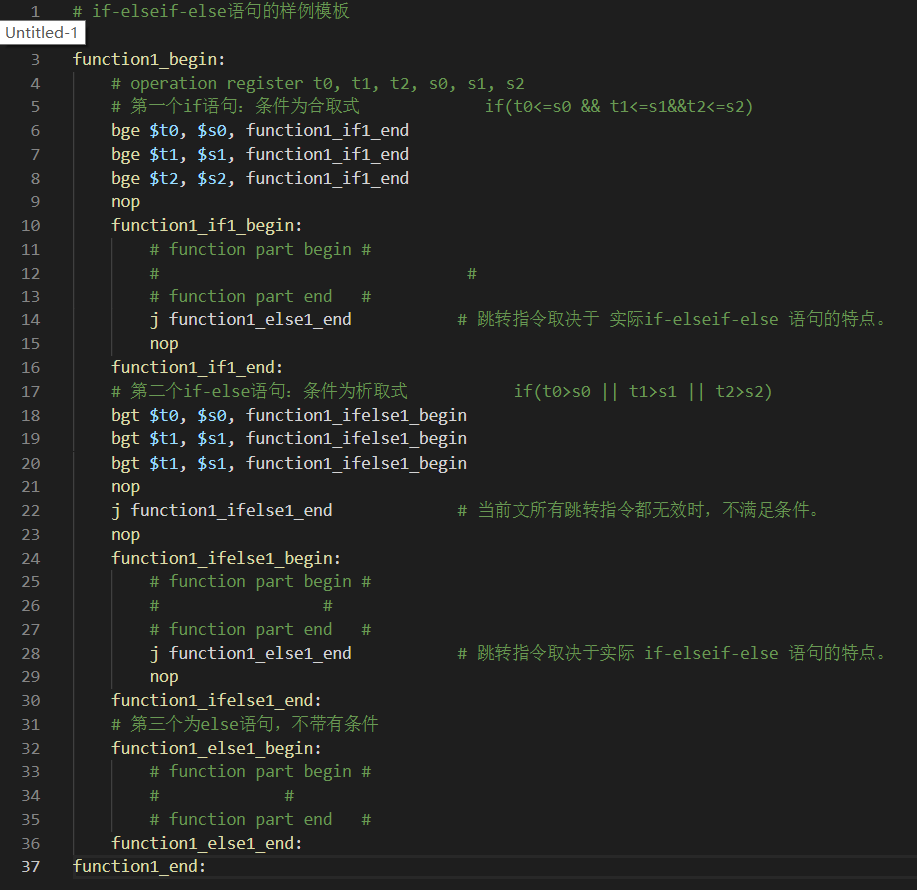 1 # if-elseif-else语句的样例模板
Untitled-1
3 function1_begin:
4 # operation register t0, t1, t2, s0, s1, s2
5 # 第一个if语句：条件为合取式 if(t0<=s0 && t1<=s1&&t2<=s2)
6 bge $t0, $s0, function1_if1_end
7 bge $t1, $s1, function1_if1_end
8 bge $t2, $s2, function1_if1_end
9 nop
10 function1_if1_begin:
11 # function part begin #
12 # #
13 # function part end #
14 j function1_else1_end # 跳转指令取决于 实际if-elseif-else 语句的特点。
15 nop
16 function1_if1_end:
17 # 第二个if-else语句：条件为析取式 if(t0>s0 || t1>s1 || t2>s2)
18 bgt $t0, $s0, function1_ifelse1_begin
19 bgt $t1, $s1, function1_ifelse1_begin
20 bgt $t1, $s1, function1_ifelse1_begin
21 nop
22 j function1_ifelse1_end # 当前文所有跳转指令都无效时，不满足条件。
23 nop
24 function1_ifelse1_begin:
25 # function part begin #
26 # #
27 # function part end #
28 j function1_else1_end # 跳转指令取决于实际 if-elseif-else 语句的特点。
29 nop
30 function1_ifelse1_end:
31 # 第三个为else语句，不带有条件
32 function1_else1_begin:
33 # function part begin #
34 # #
35 # function part end #
36 function1_else1_end:
37 function1_end: